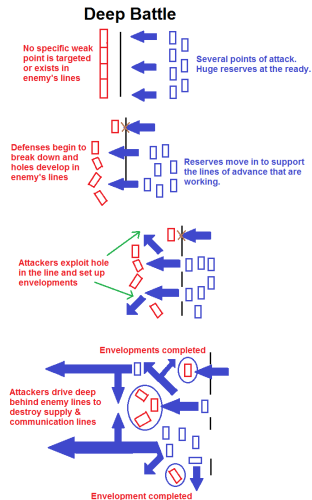 Deep Battle
No specific weak
point is targeted
or exists in
enemy's lines
Several points of attack.
Huge reserves at the ready.
Defenses begin to
break down and
holes develop in
enemy's lines
Reserves move in to support
the lines of advance that are
working.
Attackers exploit hole
in the line and set up
envelopments
Envelopments completed
Attackers drive deep
behind enemy lines to
destroy supply &
communication lines
Envelopment completed